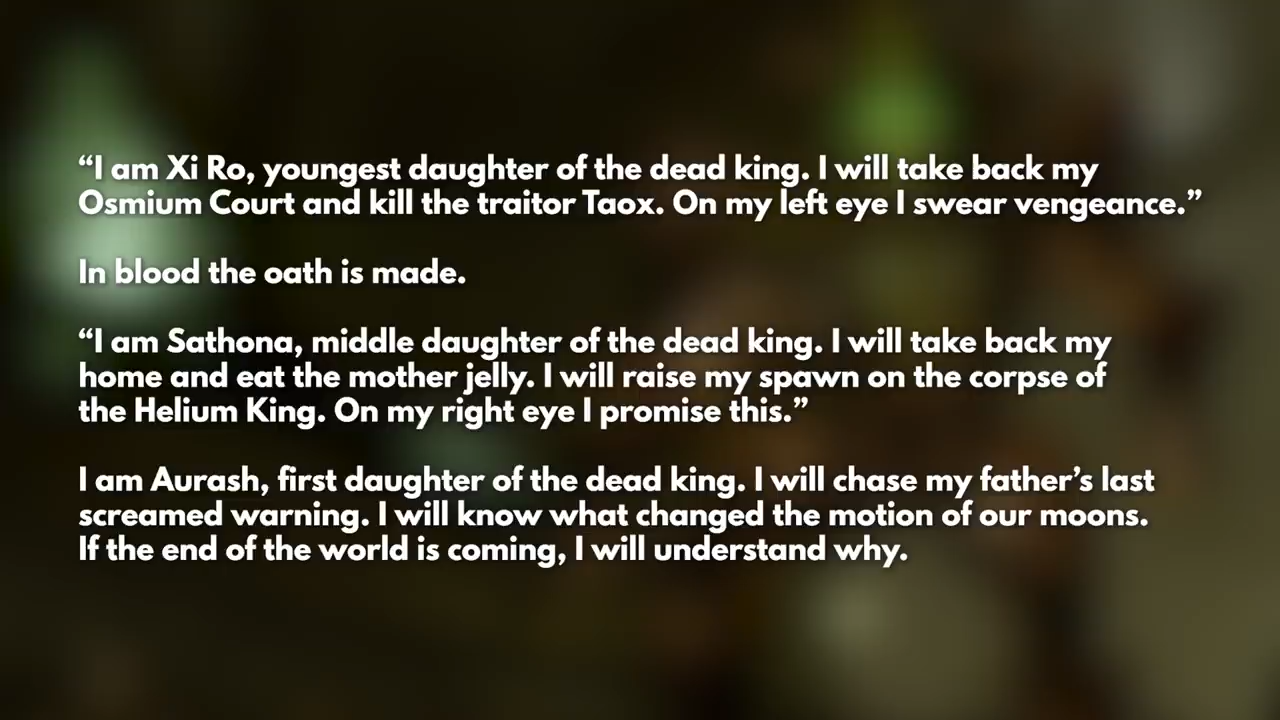 “I am Xi Ro, youngest daughter of the dead king. I will take back my
Osmium Court and kill the traitor Taox. On my left eye I swear vengeance.”
In blood the oath is made.
“I am Sathona, middle daughter of the dead king. I will take back my
home and eat the mother jelly. I will raise my spawn on the corpse of
the Helium King. On my right eye I promise this.”
I am Aurash, first daughter of the dead king. I will chase my father’s last
screamed warning. I will know what changed the motion of our moons.
If the end of the world is coming, I will understand why.